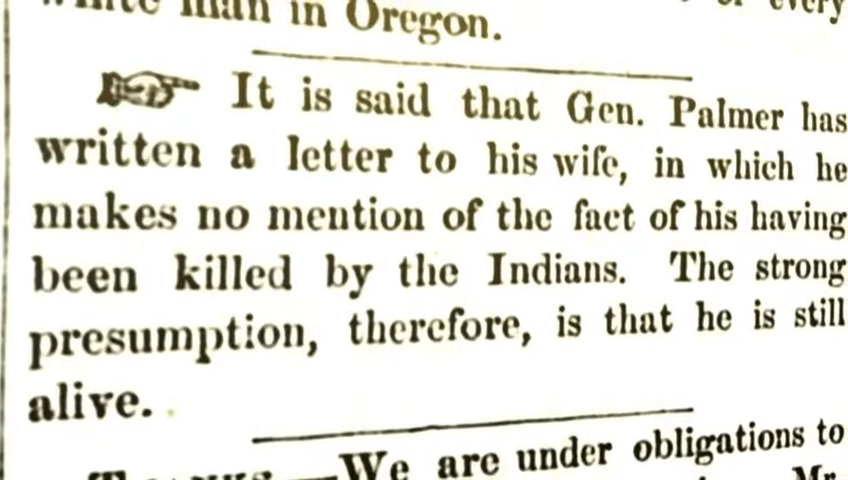 man in Oregon.
every
It is said that Gen. Palmer has
written a letter to his wife, in which he
makes no mention of the fact of his having
been killed by the Indians. The strong
presumption, therefore, is that he is still
alive.
We are under obligations to
Mr.